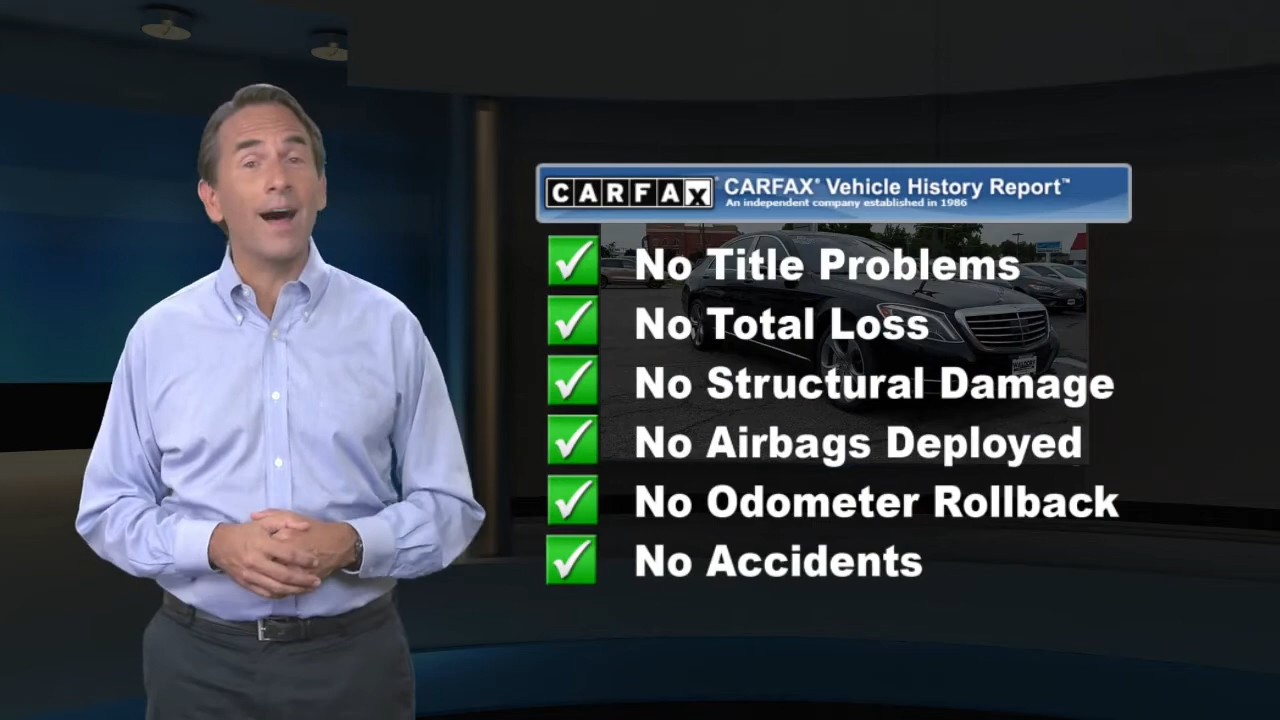 CARFAX
CARFAX® Vehicle History Report™
An independent company established in 1986
No Title Problems
No Total Loss
No Structural Damage
No Airbags Deployed
No Odometer Rollback
No Accidents